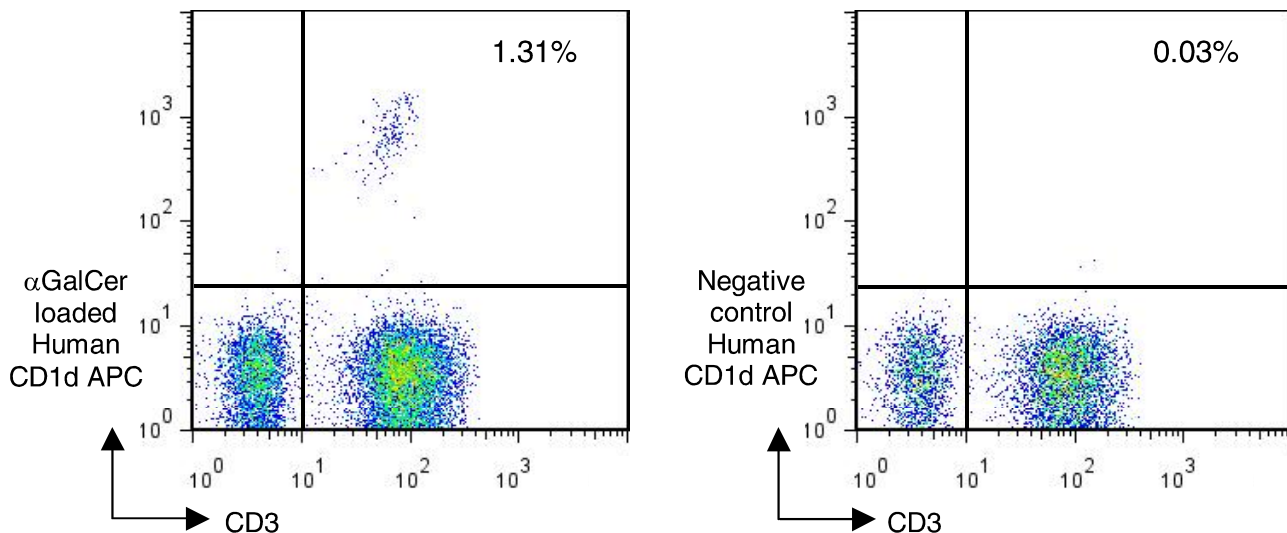 1.31%
10³
10²
10¹
10⁰
αGalCer
loaded
Human
CD1d APC
10⁰ 10¹ 10² 10³
CD3
0.03%
10³
10²
10¹
10⁰
Negative
control
Human
CD1d APC
10⁰ 10¹ 10² 10³
CD3